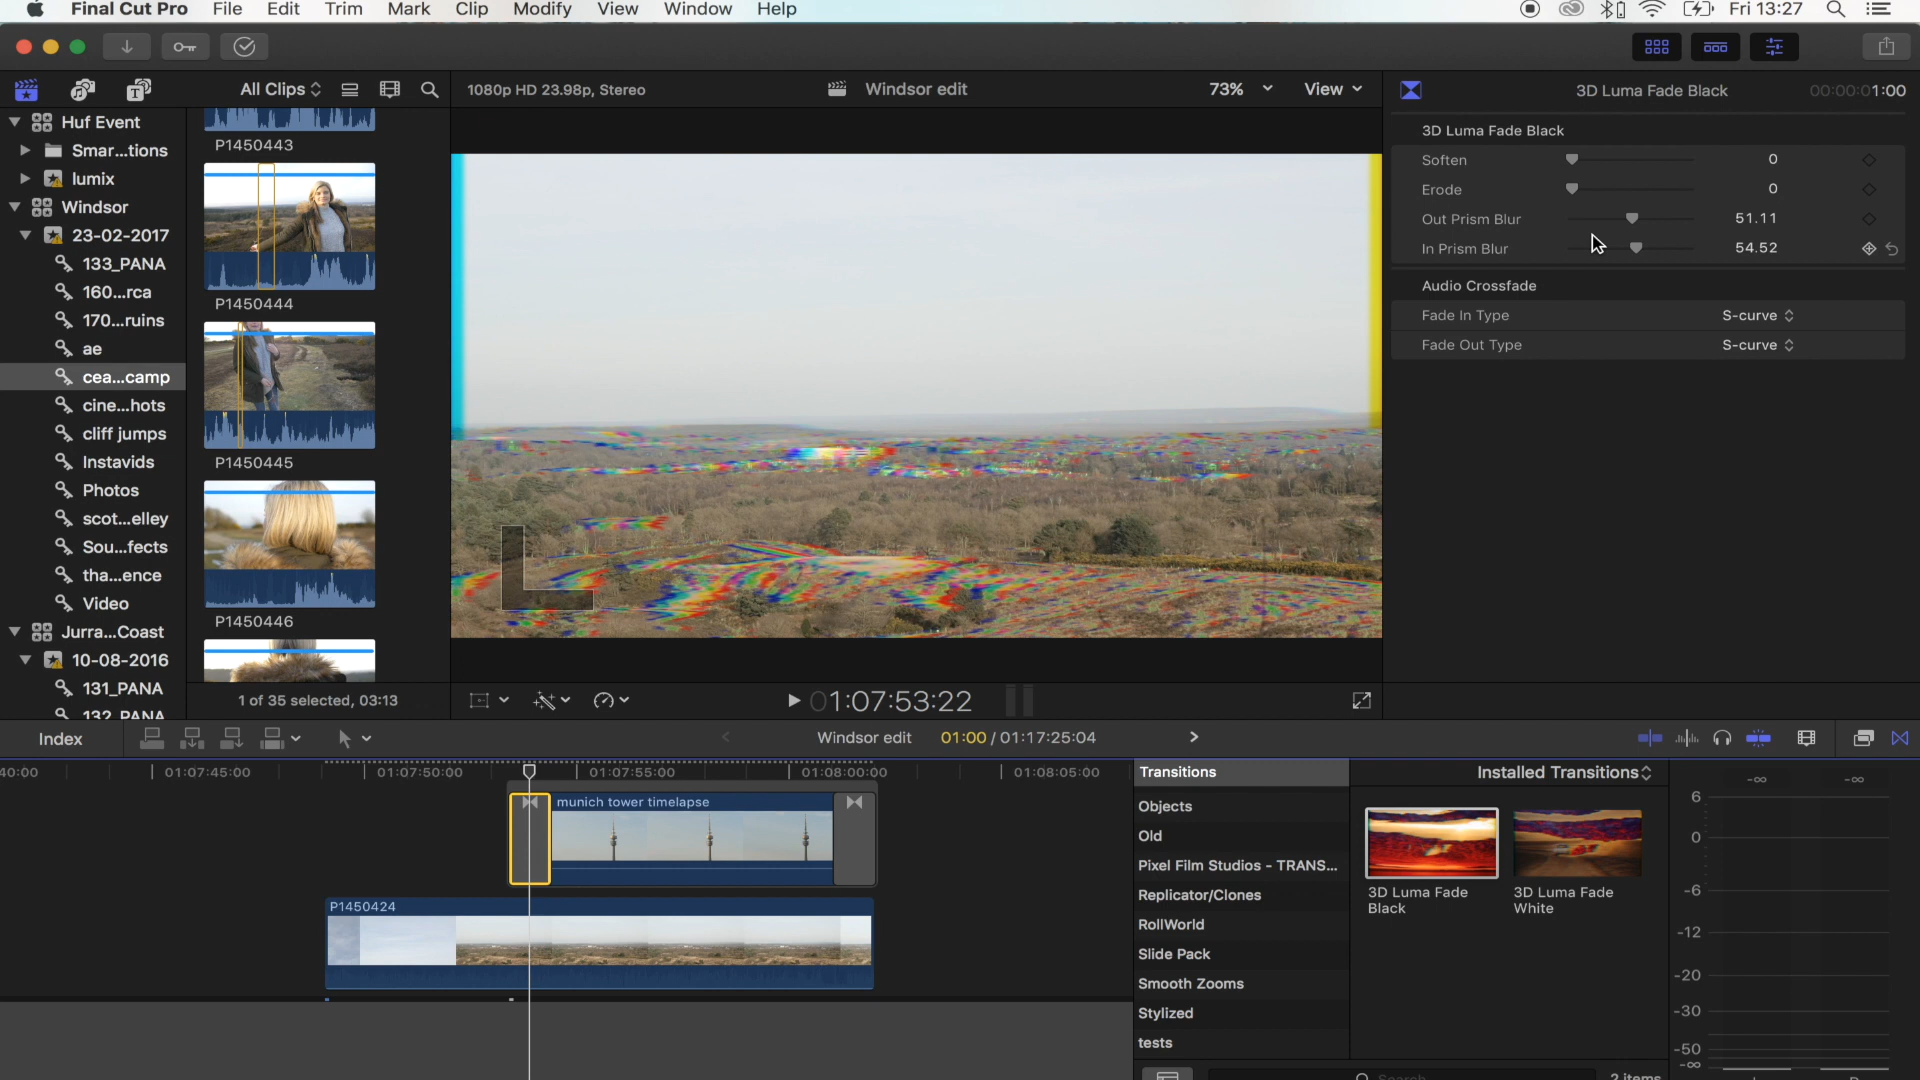 Final Cut Pro File Edit Trim Mark Clip Modify View Window Help Fri 13:27
All Clips 1080p HD 23.98p, Stereo Windsor edit 73% View 3D Luma Fade Black 00:00:01:00
Huf Event
Smar...tions
lumix
Windsor
23-02-2017
133_PANA
160...rca
170...ruins
ae
cea...camp
cine...hots
cliff jumps
Instavids
Photos
scot...elley
Sou...fects
tha...ence
Video
Jurra...Coast
10-08-2016
131_PANA
132_PANA
P1450443
P1450444
P1450445
P1450446
1 of 35 selected, 03:13
01:07:53:22
3D Luma Fade Black
Soften 0
Erode 0
Out Prism Blur 51.11
In Prism Blur 54.52
Audio Crossfade
Fade In Type S-curve
Fade Out Type S-curve
Index Windsor edit 01:00 / 01:17:25:04
40:00 01:07:45:00 01:07:50:00 01:07:55:00 01:08:00:00 01:08:05:00
munich tower timelapse
P1450424
Transitions
Objects
Old
Pixel Film Studios - TRANS...
Replicator/Clones
RollWorld
Slide Pack
Smooth Zooms
Stylized
tests
Installed Transitions
3D Luma Fade
Black
3D Luma Fade
White
Search 2 items
-∞ -∞
6
0
-6
-12
-20
-30
-50
-∞
L